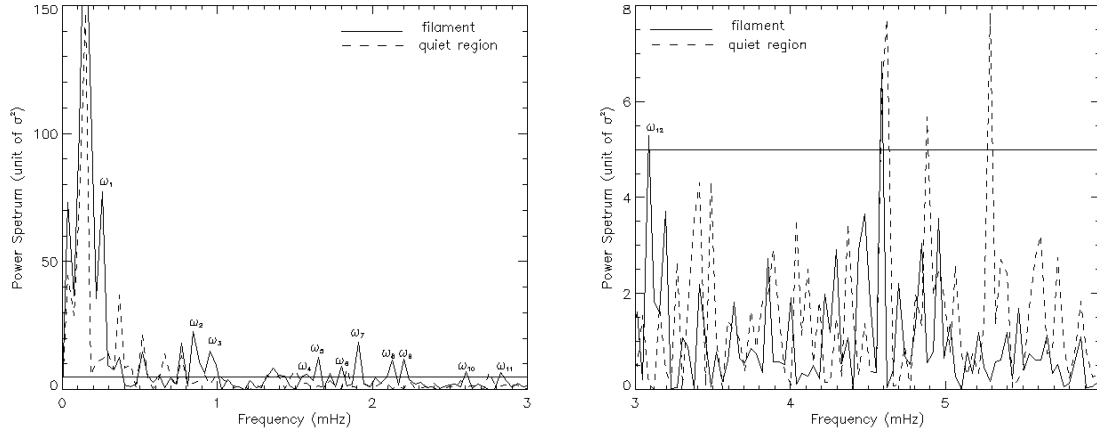 filament
quiet region
Power Spetrum (unit of σ²)
150
100
50
0
ω₁
ω₂
ω₃
ω₄
ω₅
ω₆
ω₇
ω₈
ω₉
ω₁₀
ω₁₁
0 1 2 3
Frequency (mHz)
filament
quiet region
Power Spetrum (unit of σ²)
8
6
4
2
0
ω₁₂
3 4 5
Frequency (mHz)